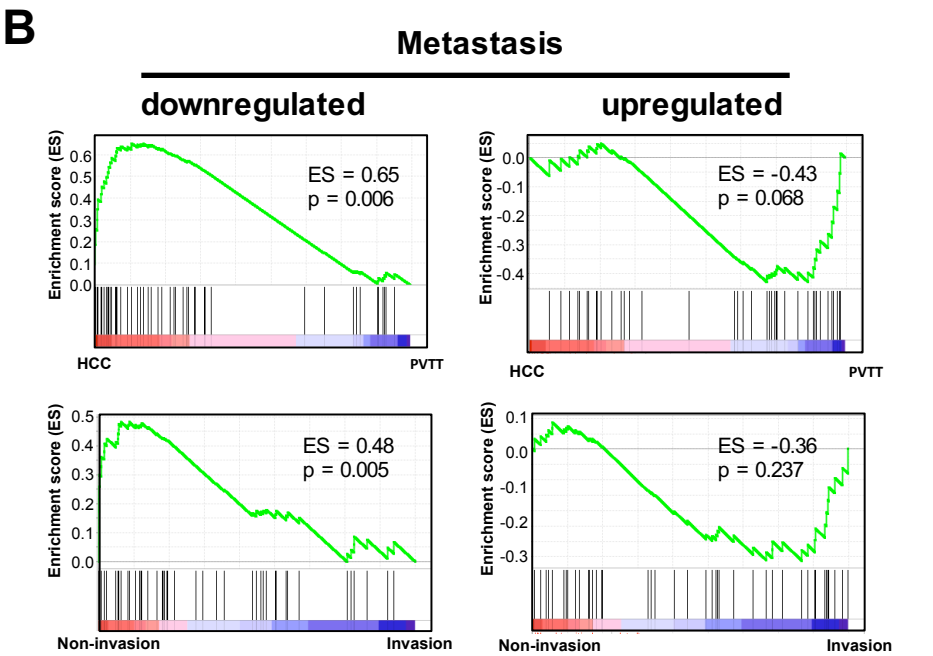 B
Metastasis
downregulated
upregulated
Enrichment score (ES)
0.6
0.5
0.4
0.3
0.2
0.1
0.0
ES = 0.65
p = 0.006
HCC
PVTT
Enrichment score (ES)
0.0
-0.1
-0.2
-0.3
-0.4
ES = -0.43
p = 0.068
HCC
PVTT
Enrichment score (ES)
0.5
0.4
0.3
0.2
0.1
0.0
ES = 0.48
p = 0.005
Non-invasion
Invasion
Enrichment score (ES)
0.1
0.0
-0.1
-0.2
-0.3
ES = -0.36
p = 0.237
Non-invasion
Invasion